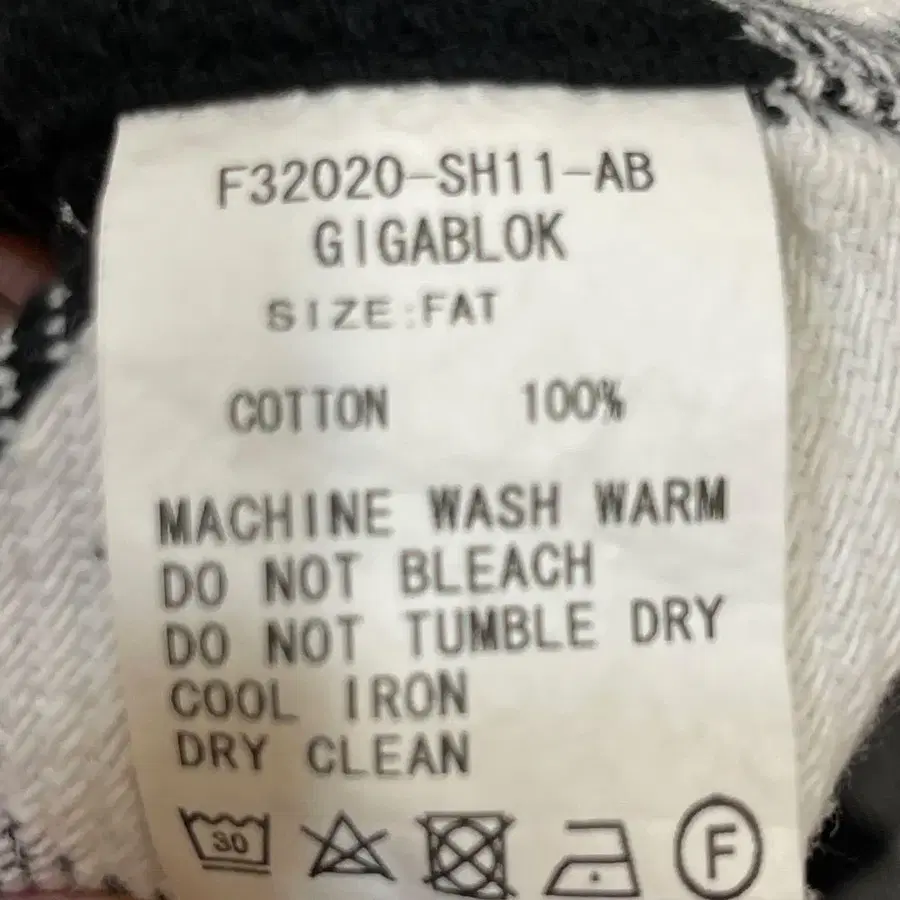 F32020-SH11-AB
GIGABLOK
SIZE:FAT
COTTON 100%
MACHINE WASH WARM
DO NOT BLEACH
DO NOT TUMBLE DRY
COOL IRON
DRY CLEAN
30 F